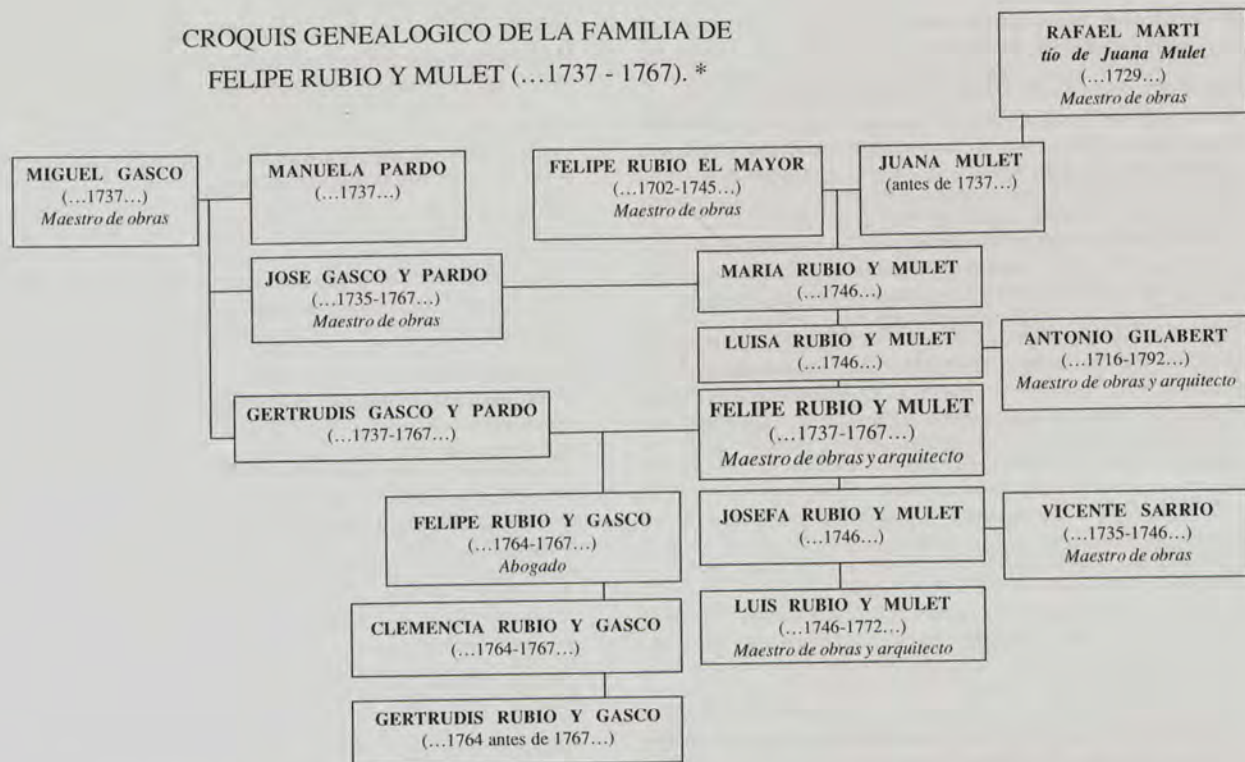 CROQUIS GENEALOGICO DE LA FAMILIA DE
FELIPE RUBIO Y MULET (...1737 - 1767). *
RAFAEL MARTI
tío de Juana Mulet
(...1729...)
Maestro de obras
MIGUEL GASCO
(...1737...)
Maestro de obras
MANUELA PARDO
(...1737...)
FELIPE RUBIO EL MAYOR
(...1702-1745...)
Maestro de obras
JUANA MULET
(antes de 1737...)
JOSE GASCO Y PARDO
(...1735-1767...)
Maestro de obras
MARIA RUBIO Y MULET
(...1746...)
LUISA RUBIO Y MULET
(...1746...)
ANTONIO GILABERT
(...1716-1792...)
Maestro de obras y arquitecto
GERTRUDIS GASCO Y PARDO
(...1737-1767...)
FELIPE RUBIO Y MULET
(...1737-1767...)
Maestro de obras y arquitecto
FELIPE RUBIO Y GASCO
(...1764-1767...)
Abogado
JOSEFA RUBIO Y MULET
(...1746...)
VICENTE SARRIO
(...1735-1746...)
Maestro de obras
CLEMENCIA RUBIO Y GASCO
(...1764-1767...)
LUIS RUBIO Y MULET
(...1746-1772...)
Maestro de obras y arquitecto
GERTRUDIS RUBIO Y GASCO
(...1764 antes de 1767...)